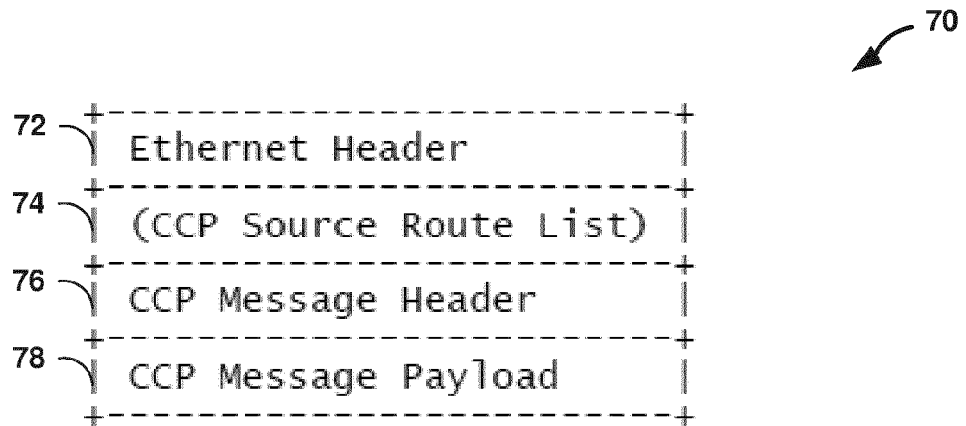 70
72
Ethernet Header
74
(CCP Source Route List)
76
CCP Message Header
78
CCP Message Payload